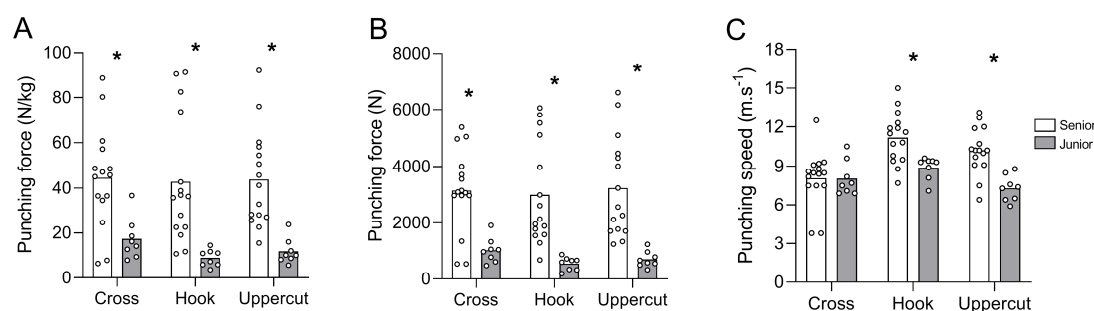 A
Punching force (N/kg)
100
80
60
40
20
0
*
*
*
Cross Hook Uppercut
B
Punching force (N)
8000
6000
4000
2000
0
*
*
*
Cross Hook Uppercut
C
Punching speed (m.s⁻¹)
18
15
12
9
6
3
0
*
*
Cross Hook Uppercut
Senior
Junior